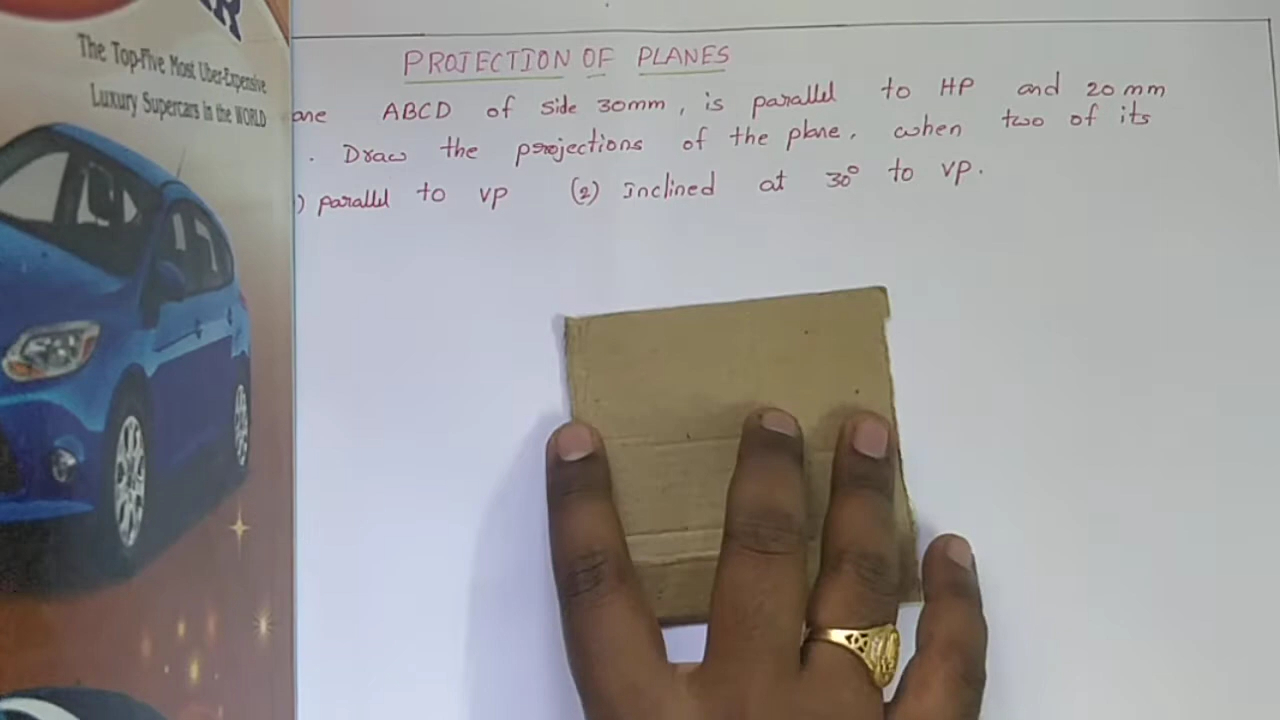 R
The Top-Five Most Uber-Expensive
Luxury Supercars in the WORLD
PROJECTION OF PLANES
ane ABCD of side 30mm, is parallel to HP and 20 mm
. Draw the projections of the plane, when two of its
) parallel to VP (2) Inclined at 30° to VP.